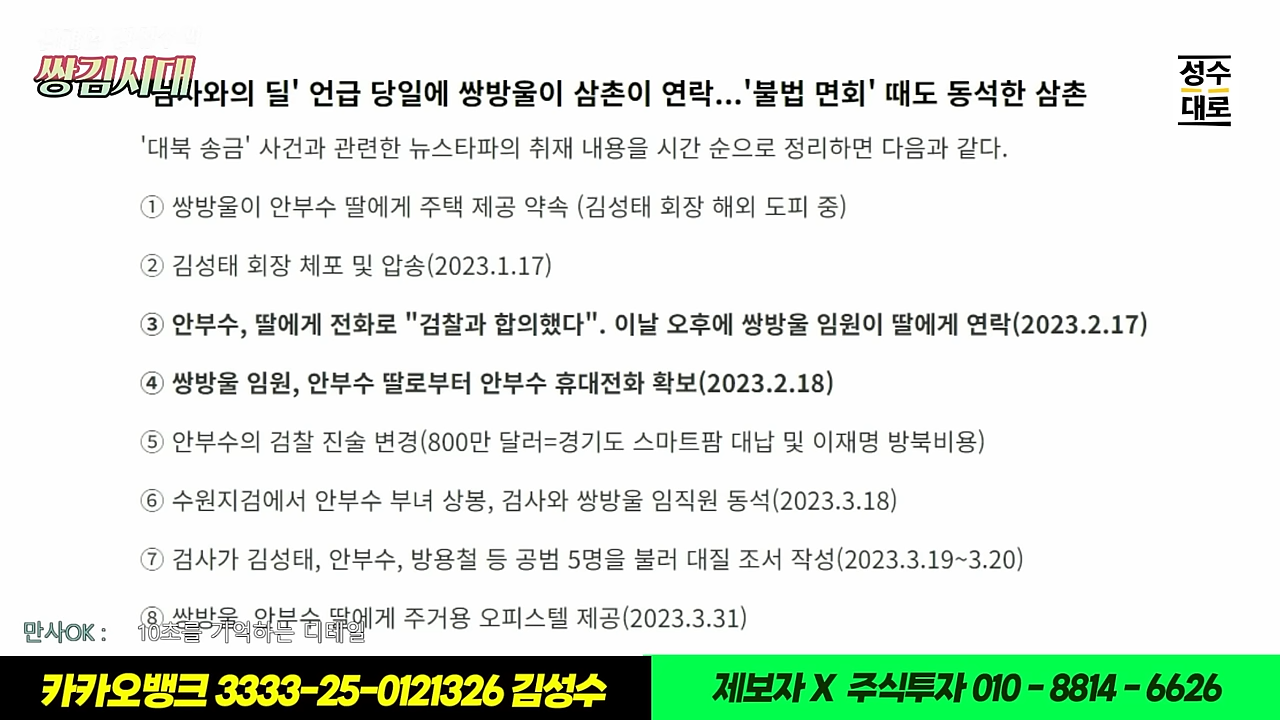 쌍김시대
성수
대로
검사와의 딜' 언급 당일에 쌍방울이 삼촌이 연락...'불법 면회' 때도 동석한 삼촌
'대북 송금' 사건과 관련한 뉴스타파의 취재 내용을 시간 순으로 정리하면 다음과 같다.
① 쌍방울이 안부수 딸에게 주택 제공 약속 (김성태 회장 해외 도피 중)
② 김성태 회장 체포 및 압송(2023.1.17)
③ 안부수, 딸에게 전화로 "검찰과 합의했다". 이날 오후에 쌍방울 임원이 딸에게 연락(2023.2.17)
④ 쌍방울 임원, 안부수 딸로부터 안부수 휴대전화 확보(2023.2.18)
⑤ 안부수의 검찰 진술 변경(800만 달러=경기도 스마트팜 대납 및 이재명 방북비용)
⑥ 수원지검에서 안부수 부녀 상봉, 검사와 쌍방울 임직원 동석(2023.3.18)
⑦ 검사가 김성태, 안부수, 방용철 등 공범 5명을 불러 대질 조서 작성(2023.3.19~3.20)
⑧ 쌍방울, 안부수 딸에게 주거용 오피스텔 제공(2023.3.31)
만사OK : 10초를 기억하는 디테일
카카오뱅크 3333-25-0121326 김성수
제보자 X 주식투자 010 - 8814 - 6626